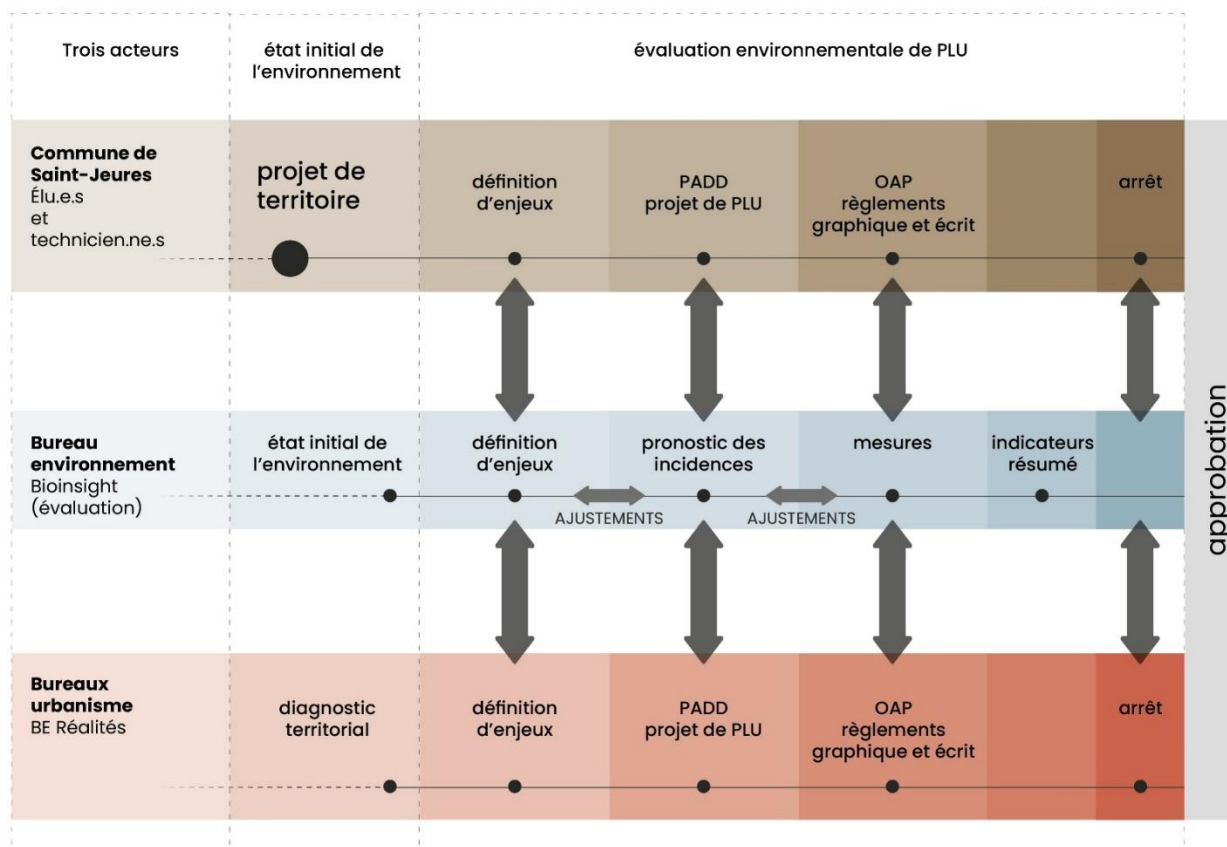 Trois acteurs
état initial de
l'environnement
évaluation environnementale de PLU
Commune de
Saint-Jeures
Élu.e.s
et
technicien.ne.s
projet de
territoire
définition
d'enjeux
PADD
projet de PLU
OAP
règlements
graphique et écrit
arrêt
Bureau
environnement
Bioinsight
(évaluation)
état initial de
l'environnement
définition
d'enjeux
pronostic des
incidences
mesures
indicateurs
résumé
AJUSTEMENTS
AJUSTEMENTS
Bureaux
urbanisme
BE Réalités
diagnostic
territorial
définition
d'enjeux
PADD
projet de PLU
OAP
règlements
graphique et écrit
arrêt
approbation